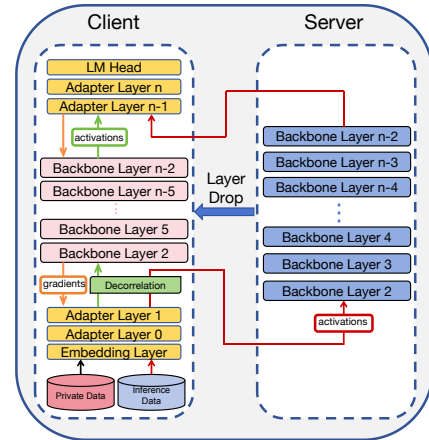 Client
LM Head
Adapter Layer n
Adapter Layer n-1
activations
Backbone Layer n-2
Backbone Layer n-5
Backbone Layer 5
Backbone Layer 2
gradients
Decorrelation
Adapter Layer 1
Adapter Layer 0
Embedding Layer
Private Data
Inference
Data
Layer
Drop
Server
Backbone Layer n-2
Backbone Layer n-3
Backbone Layer n-4
Backbone Layer 4
Backbone Layer 3
Backbone Layer 2
activations